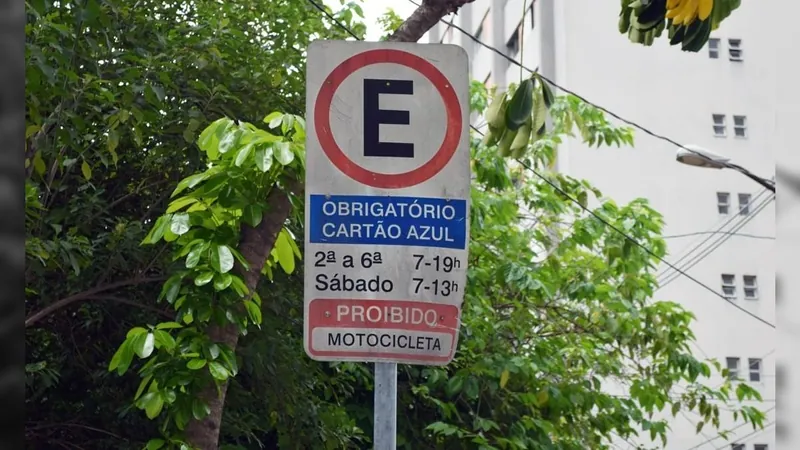 E
OBRIGATÓRIO
CARTÃO AZUL
2ª a 6ª 7-19h
Sábado 7-13h
PROIBIDO
MOTOCICLETA